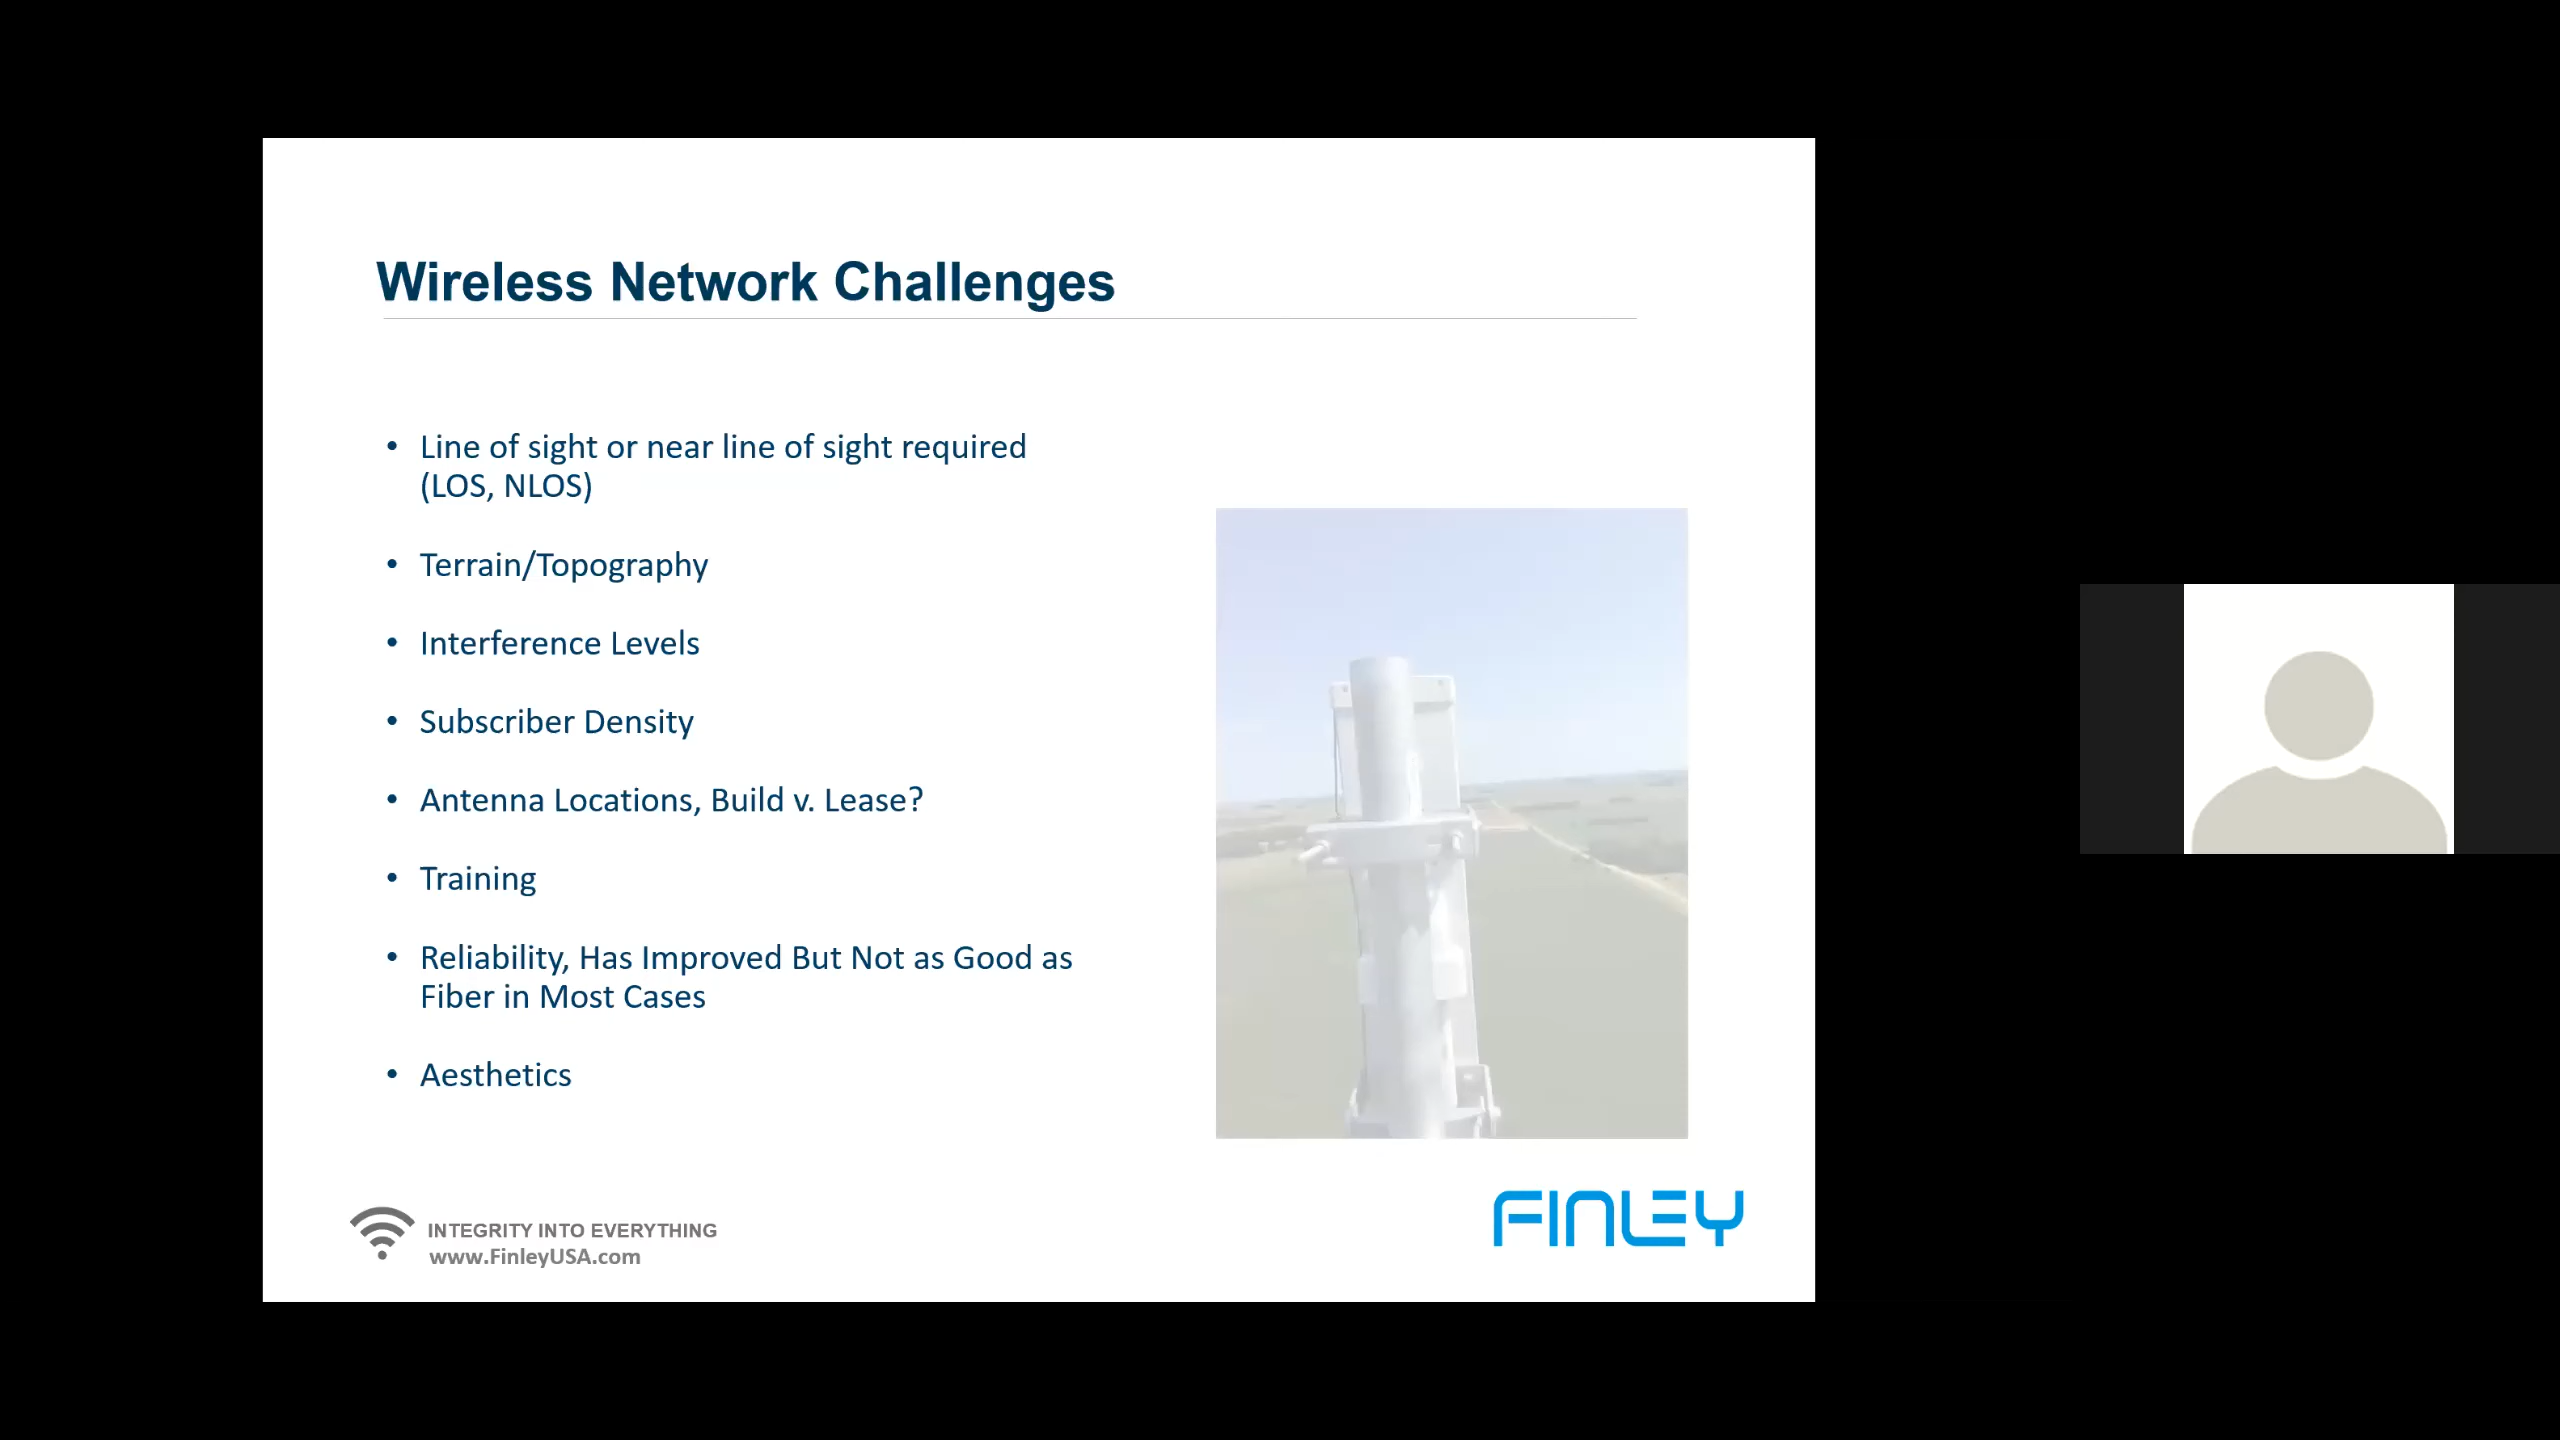 Wireless Network Challenges
• Line of sight or near line of sight required
(LOS, NLOS)
• Terrain/Topography
• Interference Levels
• Subscriber Density
• Antenna Locations, Build v. Lease?
• Training
• Reliability, Has Improved But Not as Good as
Fiber in Most Cases
• Aesthetics
INTEGRITY INTO EVERYTHING
www.FinleyUSA.com
FINLEY